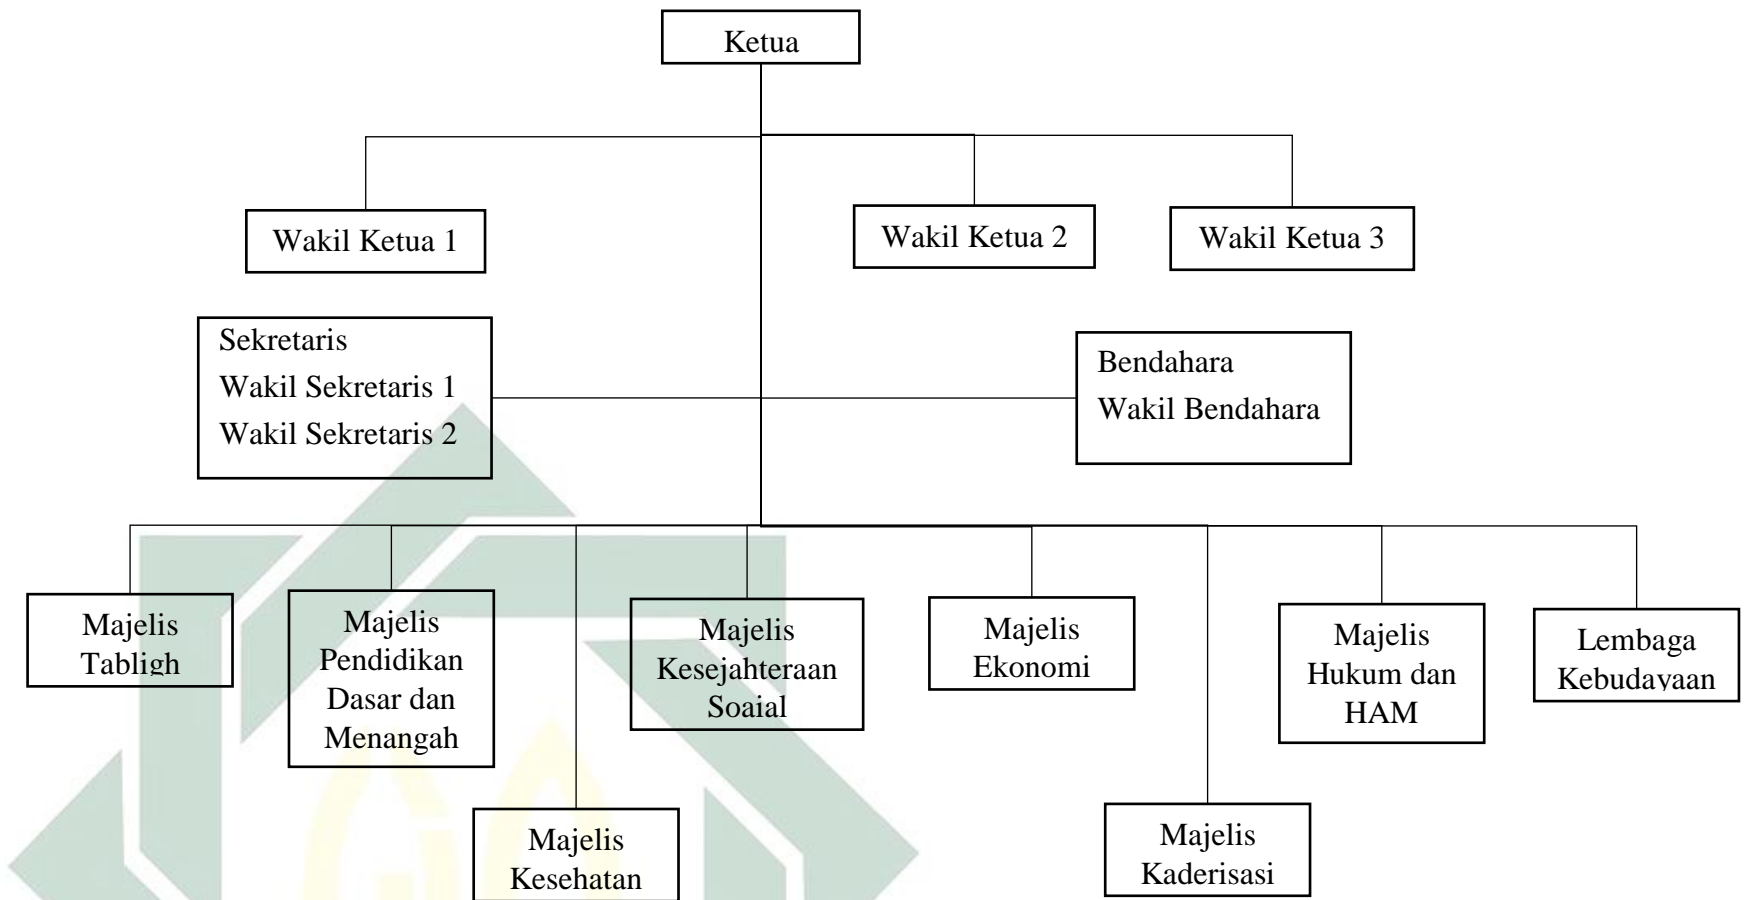 Ketua
Wakil Ketua 1
Wakil Ketua 2
Wakil Ketua 3
Sekretaris
Wakil Sekretaris 1
Wakil Sekretaris 2
Bendahara
Wakil Bendahara
Majelis
Tabligh
Majelis
Pendidikan
Dasar dan
Menangah
Majelis
Kesehatan
Majelis
Kesejahteraan
Soaial
Majelis
Ekonomi
Majelis
Kaderisasi
Majelis
Hukum dan
HAM
Lembaga
Kebudayaan